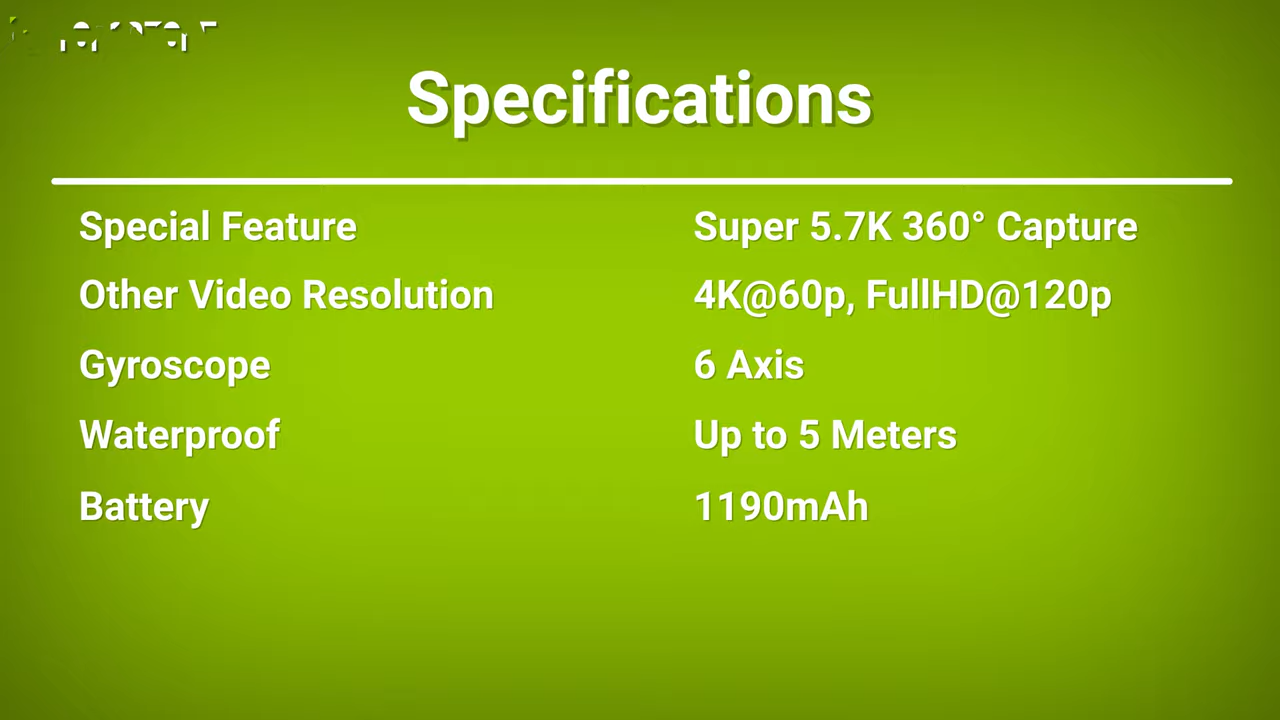 Specifications
Special Feature Super 5.7K 360° Capture
Other Video Resolution 4K@60p, FullHD@120p
Gyroscope 6 Axis
Waterproof Up to 5 Meters
Battery 1190mAh